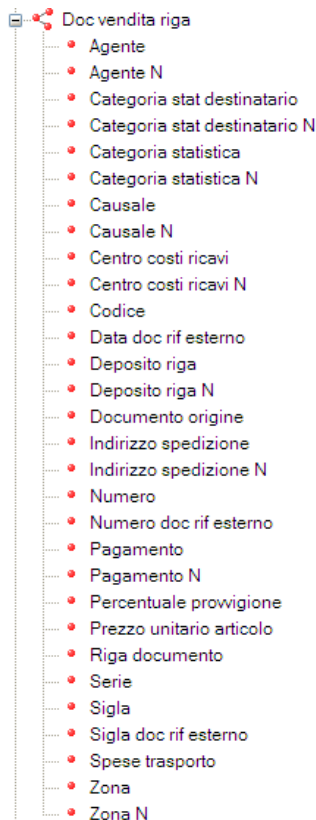 Doc vendita riga
Agente
Agente N
Categoria stat destinatario
Categoria stat destinatario N
Categoria statistica
Categoria statistica N
Causale
Causale N
Centro costi ricavi
Centro costi ricavi N
Codice
Data doc rif esterno
Deposito riga
Deposito riga N
Documento origine
Indirizzo spedizione
Indirizzo spedizione N
Numero
Numero doc rif esterno
Pagamento
Pagamento N
Percentuale provvigione
Prezzo unitario articolo
Riga documento
Serie
Sigla
Sigla doc rif esterno
Spese trasporto
Zona
Zona N